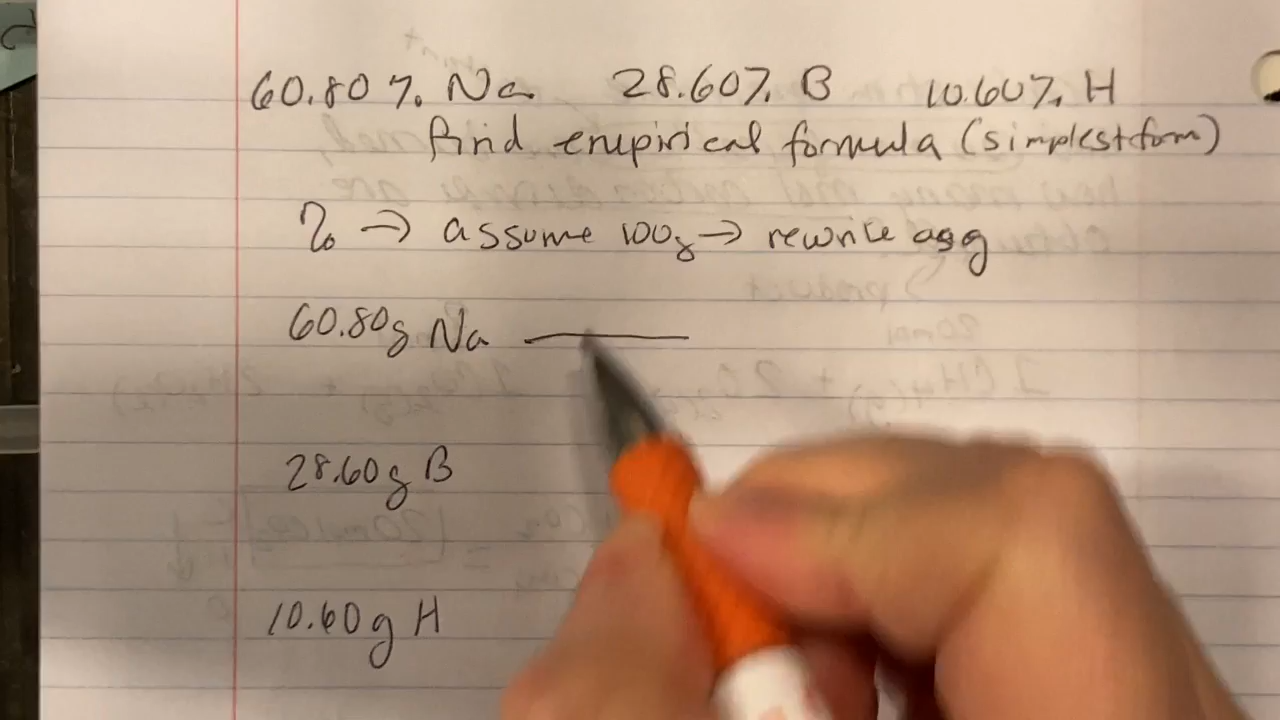 60.80% Na 28.60% B 10.60% H
find empirical formula (simplest form)
% → assume 100g → rewrite as g
60.80g Na
28.60g B
10.60g H